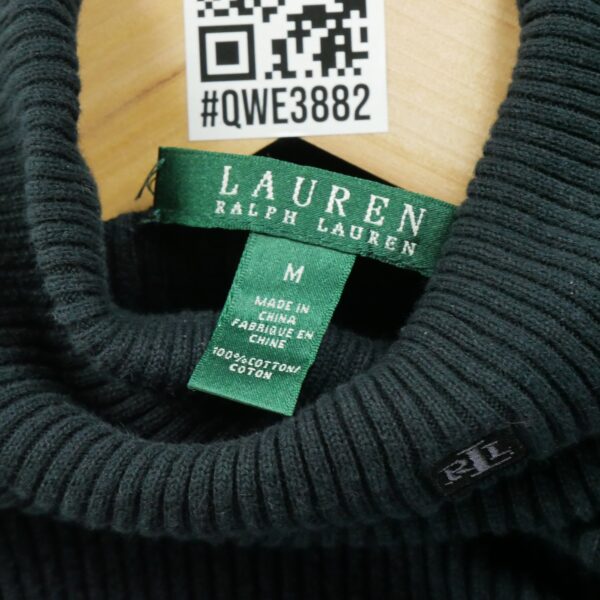 #QWE3882
LAUREN
RALPH LAUREN
M
MADE IN
CHINA
FABRIQUE EN
CHINE
100%COTTON/
COTON
RLL